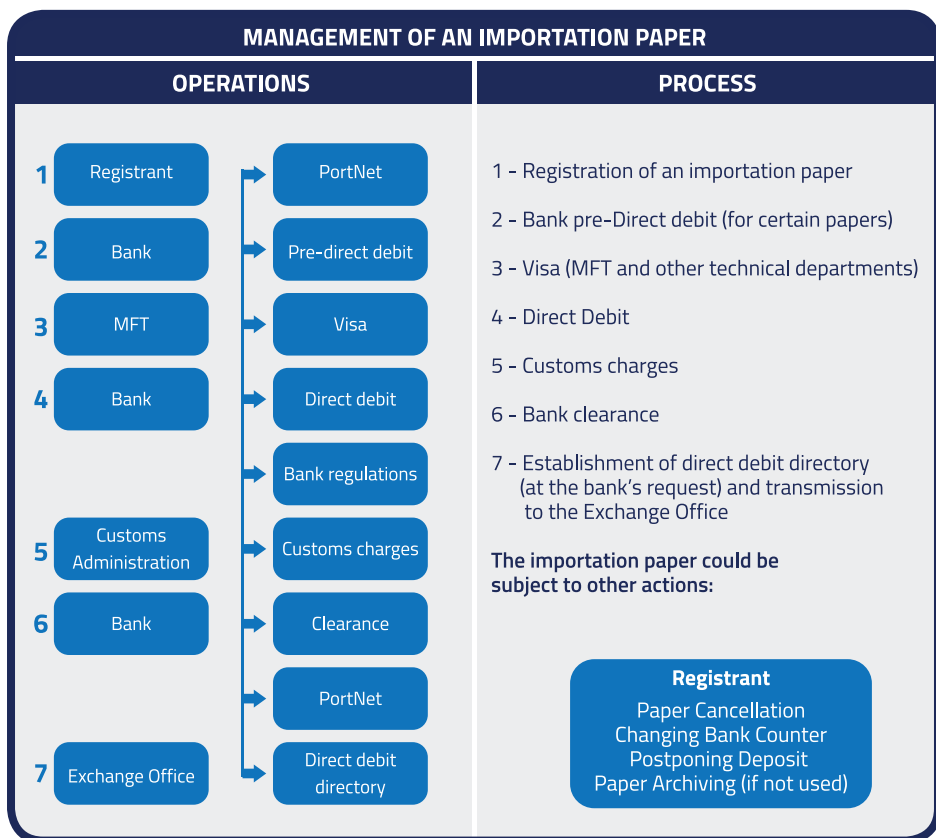 MANAGEMENT OF AN IMPORTATION PAPER
OPERATIONS
1 Registrant PortNet
2 Bank Pre-direct debit
3 MFT Visa
4 Bank Direct debit
Bank regulations
5 Customs
Administration
Customs charges
6 Bank Clearance
PortNet
7 Exchange Office
Direct debit
directory
PROCESS
1 - Registration of an importation paper
2 - Bank pre-Direct debit (for certain papers)
3 - Visa (MFT and other technical departments)
4 - Direct Debit
5 - Customs charges
6 - Bank clearance
7 - Establishment of direct debit directory
(at the bank’s request) and transmission
to the Exchange Office
The importation paper could be
subject to other actions:
Registrant
Paper Cancellation
Changing Bank Counter
Postponing Deposit
Paper Archiving (if not used)